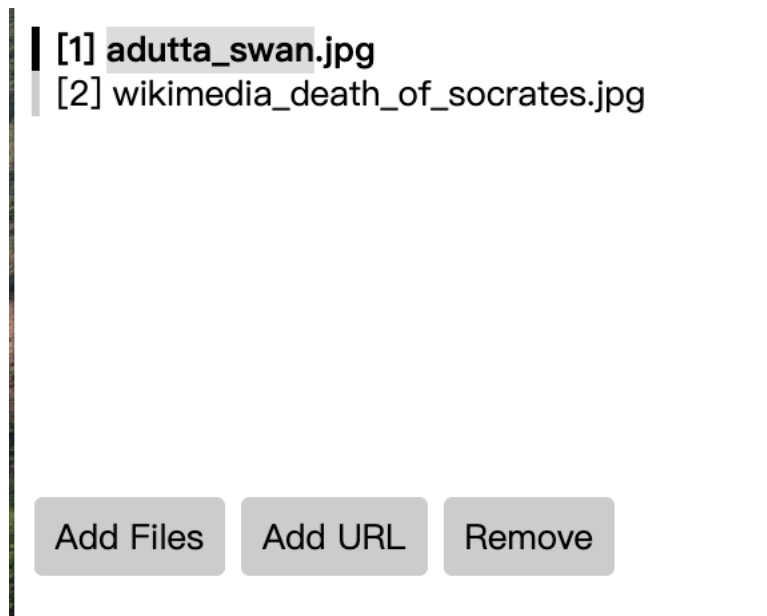 [1] adutta_swan.jpg
[2] wikimedia_death_of_socrates.jpg
Add Files Add URL Remove